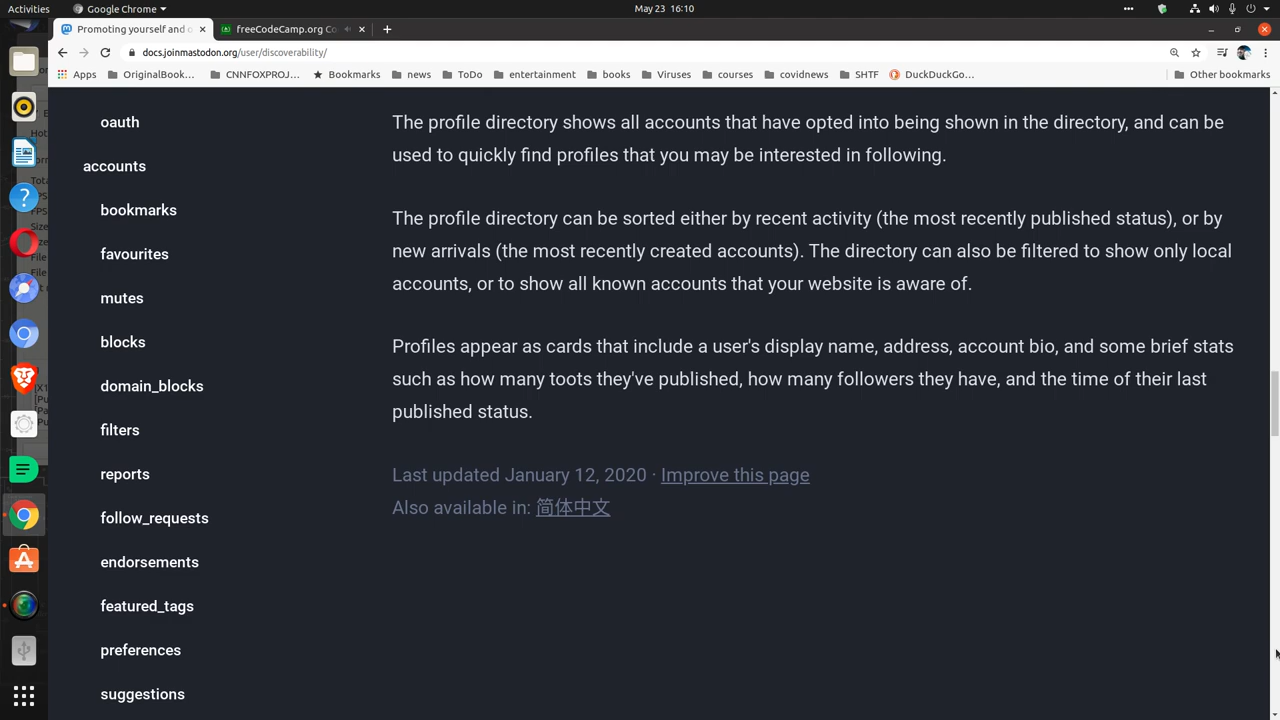 Activities
Google Chrome
May 23 16:10
Promoting yourself and o
freeCodeCamp.org Co
docs.joinmastodon.org/user/discoverability/
Apps
OriginalBook...
CNNFOXPROJ...
Bookmarks
news
ToDo
entertainment
books
Viruses
courses
covidnews
SHTF
DuckDuckGo...
Other bookmarks
oauth
accounts
bookmarks
favourites
mutes
blocks
domain_blocks
filters
reports
follow_requests
endorsements
featured_tags
preferences
suggestions
The profile directory shows all accounts that have opted into being shown in the directory, and can be
used to quickly find profiles that you may be interested in following.
The profile directory can be sorted either by recent activity (the most recently published status), or by
new arrivals (the most recently created accounts). The directory can also be filtered to show only local
accounts, or to show all known accounts that your website is aware of.
Profiles appear as cards that include a user's display name, address, account bio, and some brief stats
such as how many toots they've published, how many followers they have, and the time of their last
published status.
Last updated January 12, 2020 · Improve this page
Also available in: 简体中文